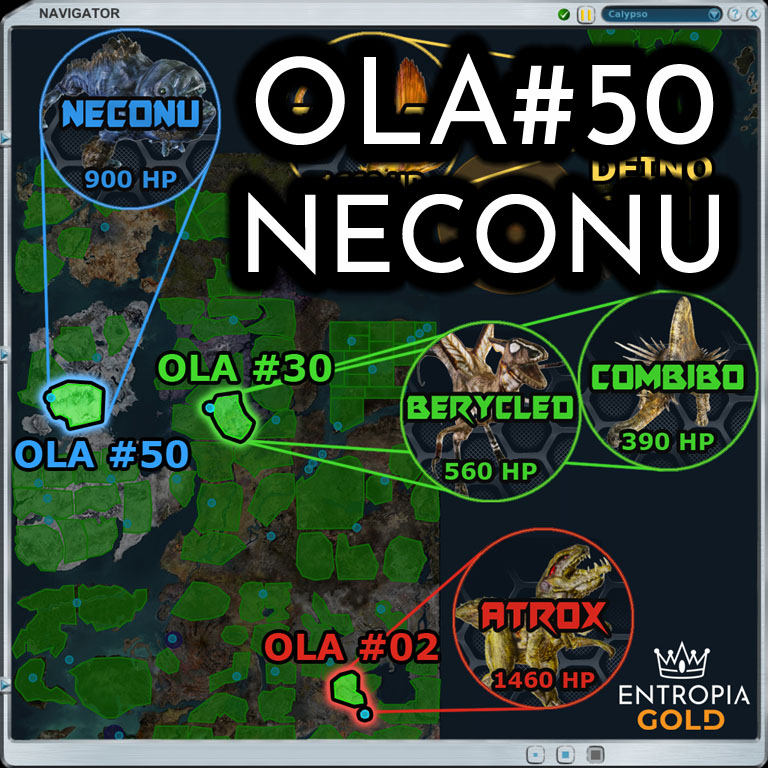 NAVIGATOR
Calypso
OLA#50
NECONU
NECONU
900 HP
DEINO
OLA #30
BERYCLED
560 HP
COMBIBO
390 HP
OLA #50
OLA #02
ATROX
1460 HP
ENTROPIA
GOLD